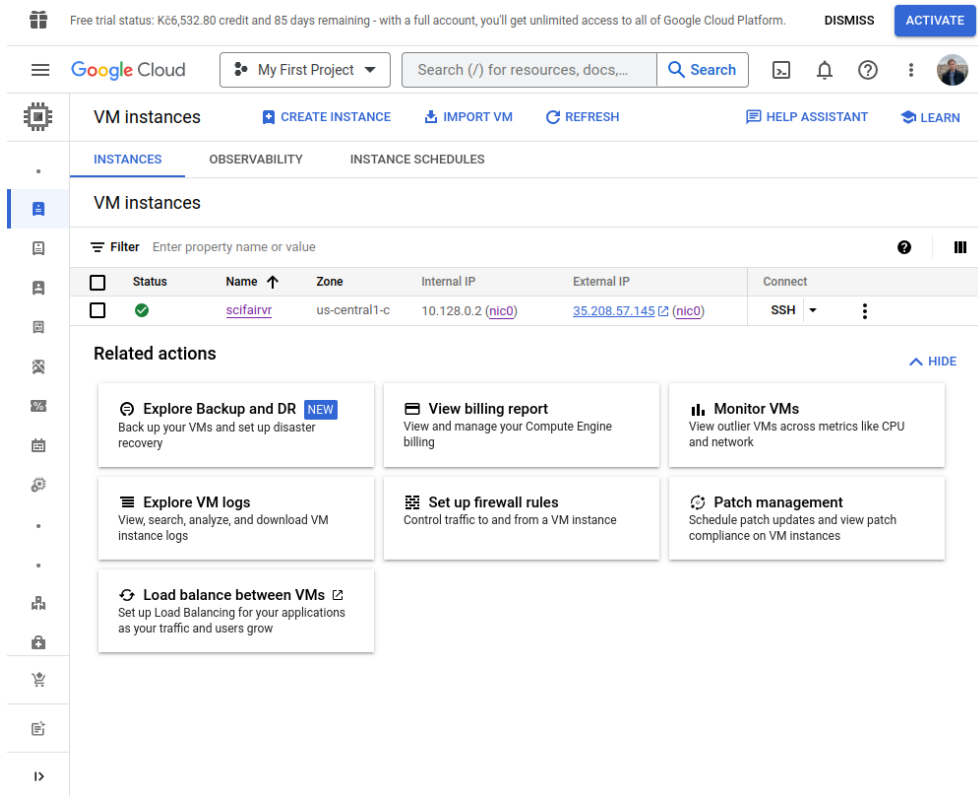 Free trial status: Kč6,532.80 credit and 85 days remaining - with a full account, you'll get unlimited access to all of Google Cloud Platform. DISMISS ACTIVATE
Google Cloud My First Project Search (/) for resources, docs,... Search
VM instances CREATE INSTANCE IMPORT VM REFRESH HELP ASSISTANT LEARN
INSTANCES OBSERVABILITY INSTANCE SCHEDULES
VM instances
Filter Enter property name or value
Status Name Zone Internal IP External IP Connect
scifairvr us-central1-c 10.128.0.2 (nic0) 35.208.57.145 (nic0) SSH
Related actions
HIDE
Explore Backup and DR NEW
Back up your VMs and set up disaster
recovery
View billing report
View and manage your Compute Engine
billing
Monitor VMs
View outlier VMs across metrics like CPU
and network
Explore VM logs
View, search, analyze, and download VM
instance logs
Set up firewall rules
Control traffic to and from a VM instance
Patch management
Schedule patch updates and view patch
compliance on VM instances
Load balance between VMs
Set up Load Balancing for your applications
as your traffic and users grow